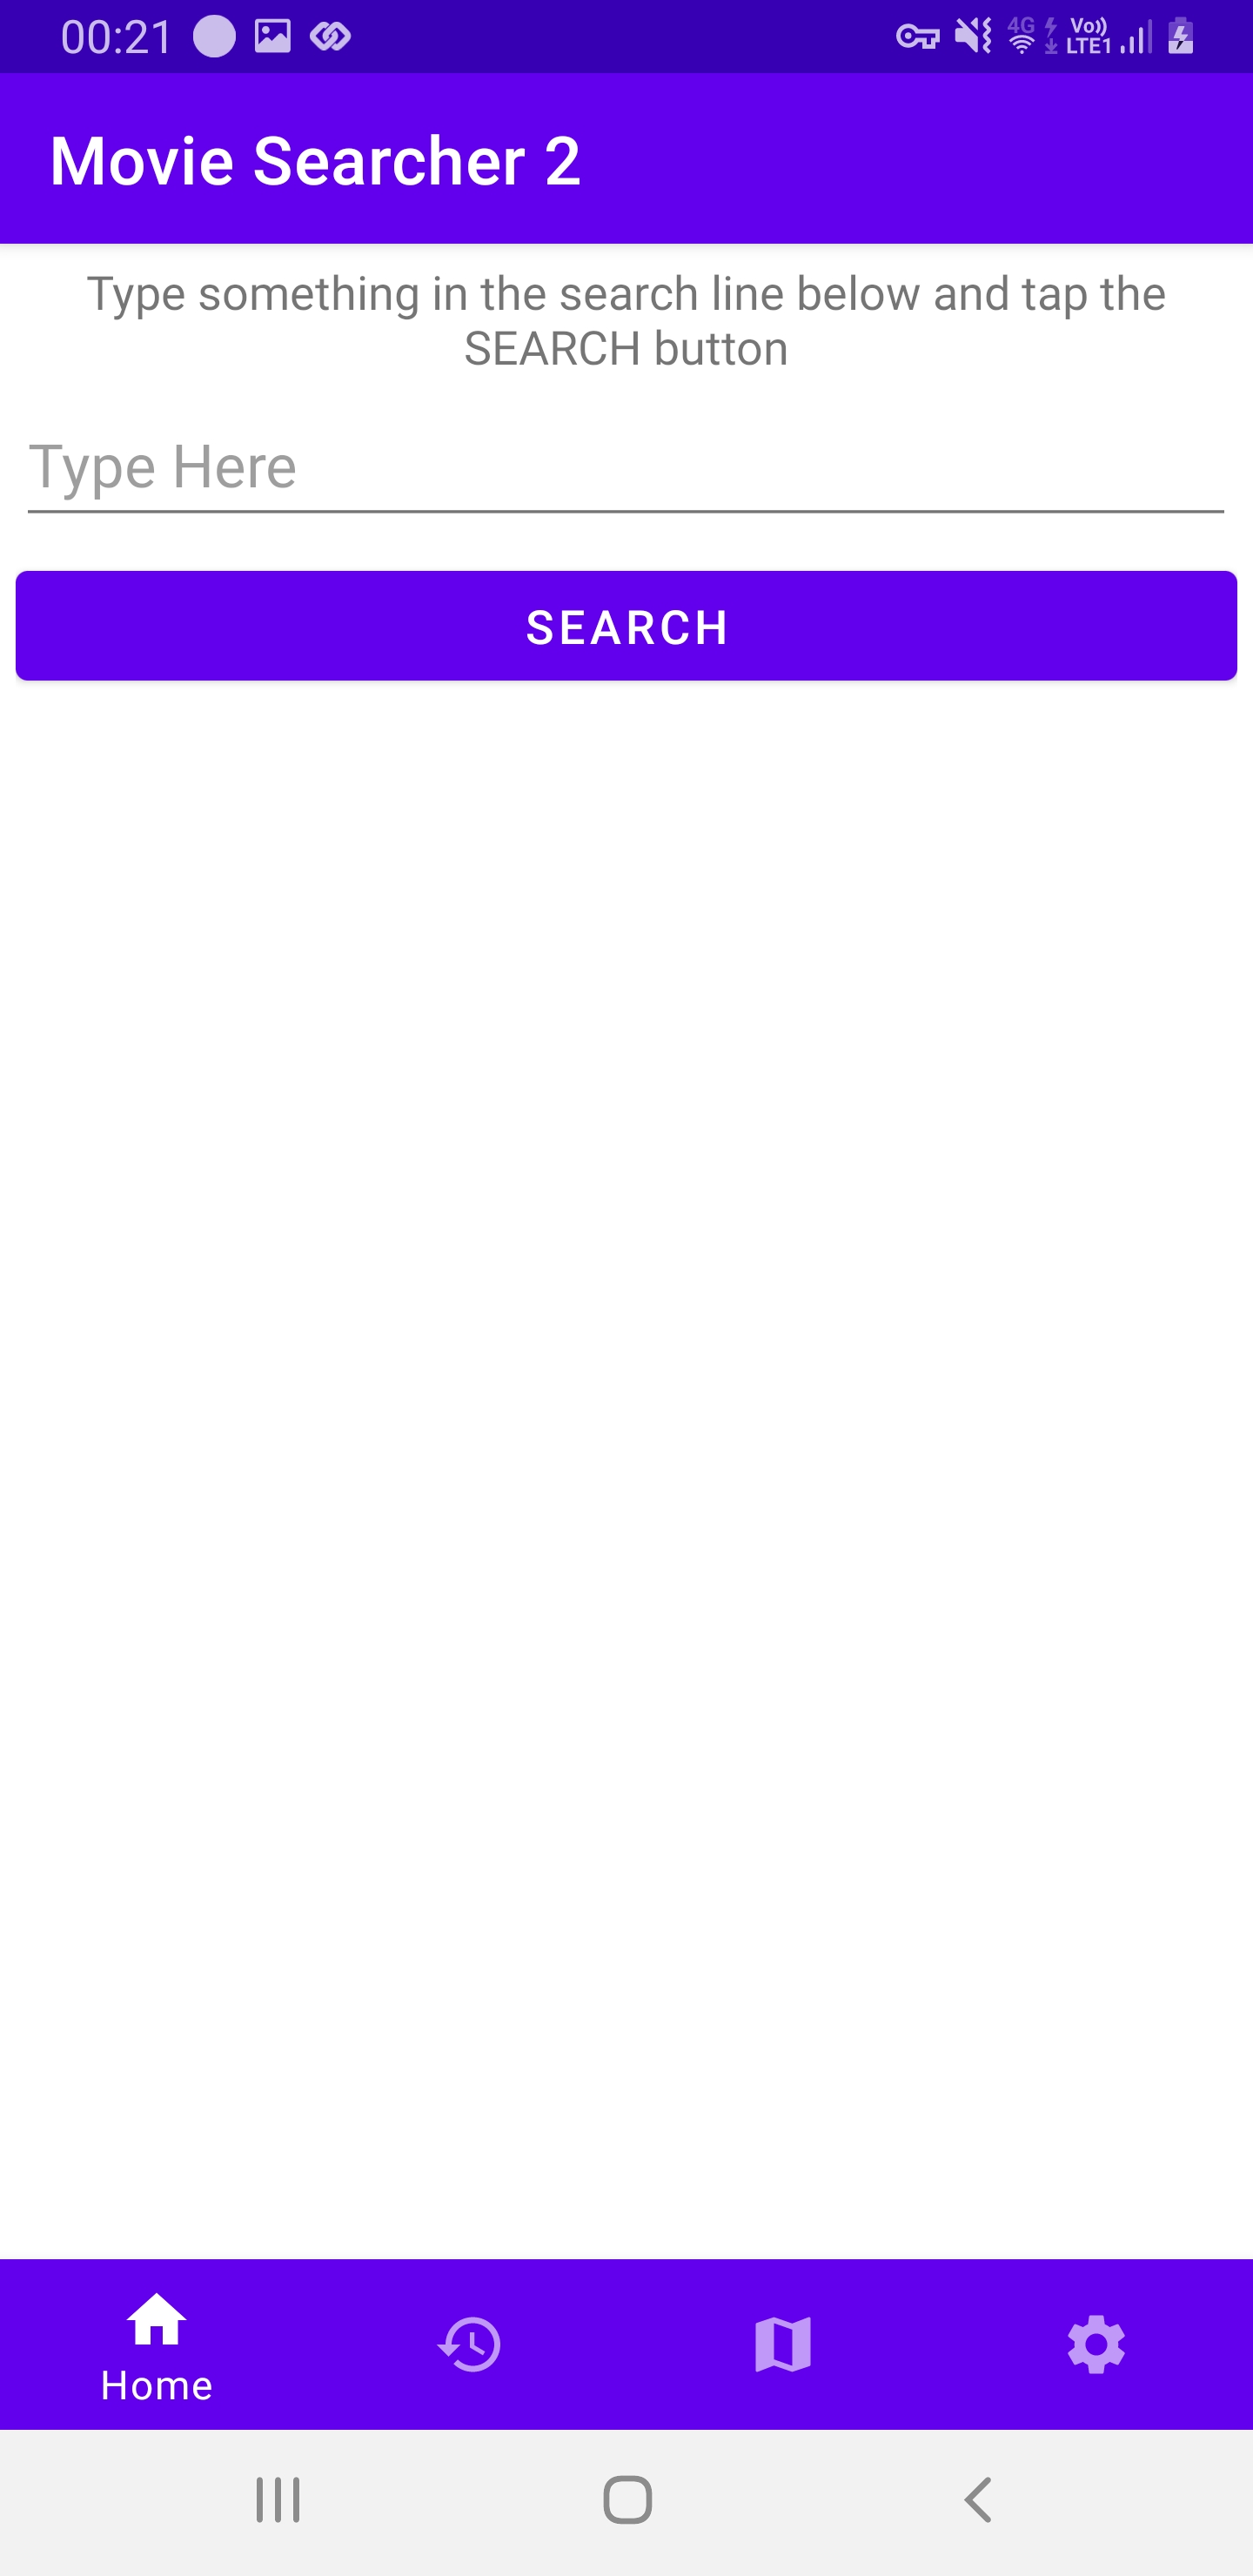 00:21
4G Vo)) LTE1
Movie Searcher 2
Type something in the search line below and tap the
SEARCH button
Type Here
SEARCH
Home